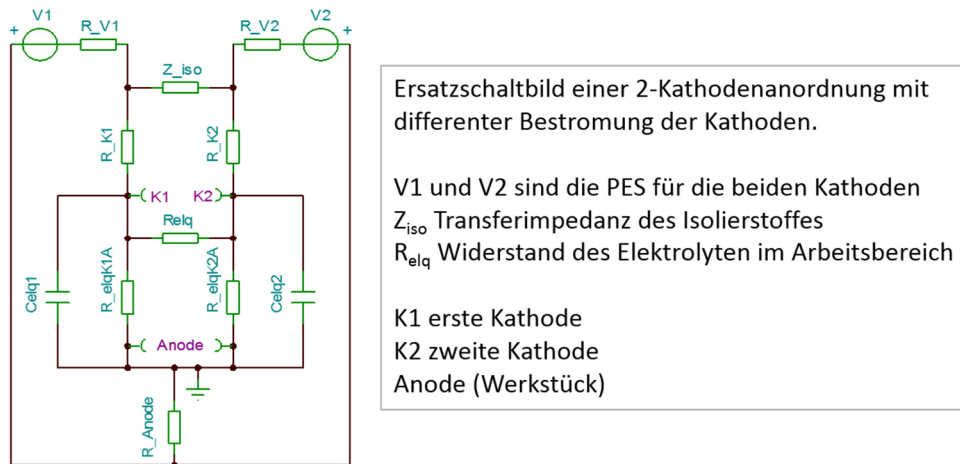 V1
V2
+
R_V1
R_V2
+
Z_iso
R_K1
R_K2
K1
K2
Relq
Celq1
R_elqK1A
R_elqK2A
Celq2
Anode
R_Anode
Ersatzschaltbild einer 2-Kathodenanordnung mit
differenter Bestromung der Kathoden.
V1 und V2 sind die PES für die beiden Kathoden
Ziso Transferimpedanz des Isolierstoffes
Relq Widerstand des Elektrolyten im Arbeitsbereich
K1 erste Kathode
K2 zweite Kathode
Anode (Werkstück)